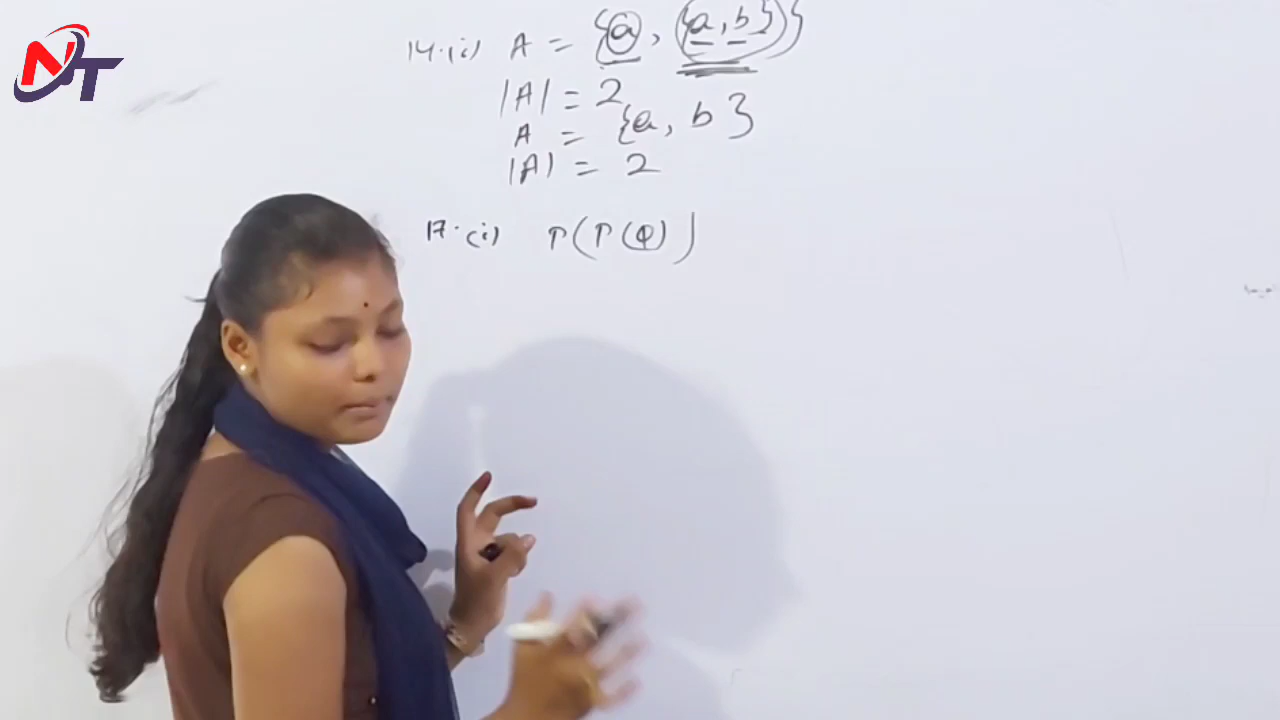 NT
14.(i) A = {a, {a, b}}
|A| = 2
A = {a, b}
|A| = 2
17.(i) P(P(φ))